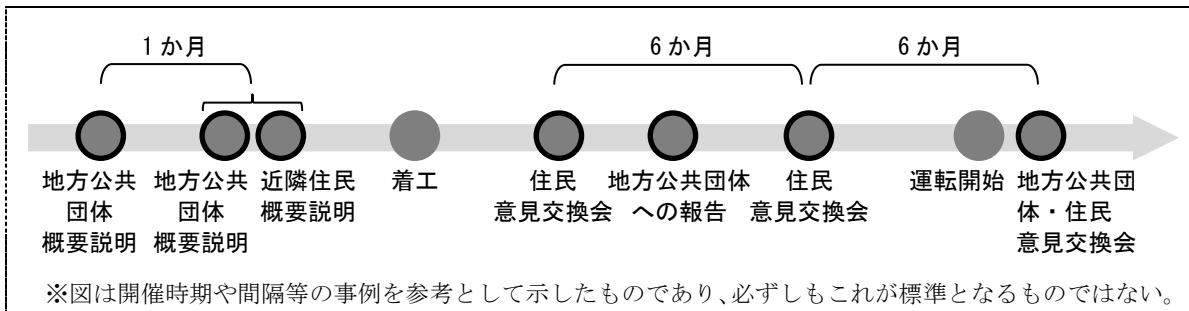 1か月
6か月
6か月
地方公共
団体
概要説明
地方公共
団体
概要説明
近隣住民
概要説明
着工
住民
意見交換会
地方公共団体
への報告
住民
意見交換会
運転開始
地方公共団
体・住民
意見交換会
※図は開催時期や間隔等の事例を参考として示したものであり、必ずしもこれが標準となるものではない。